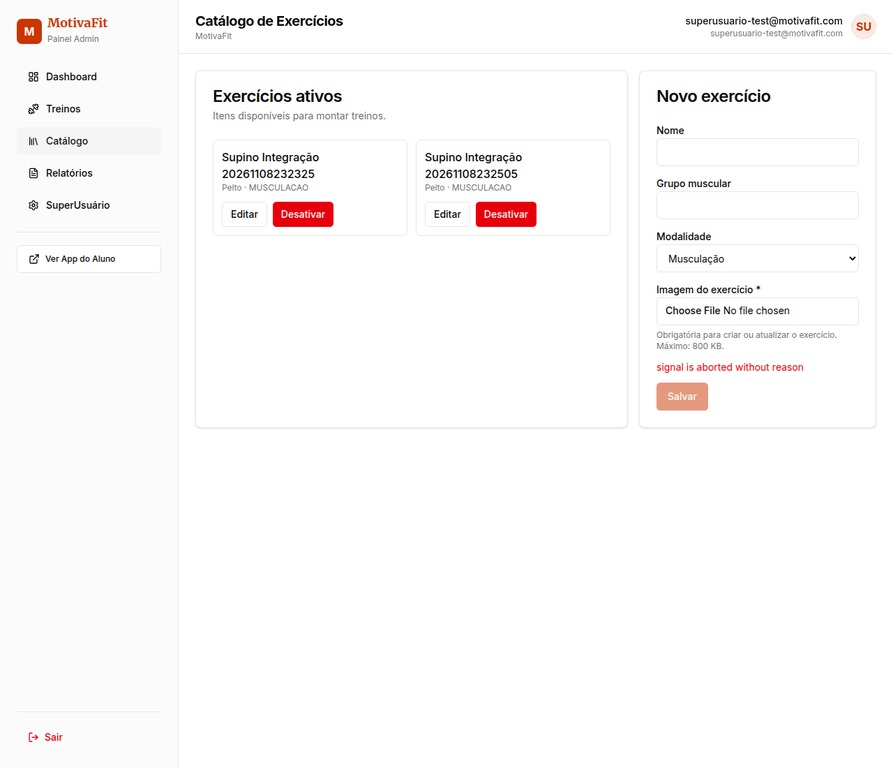 M
MotivaFit
Painel Admin
Dashboard
Treinos
Catálogo
Relatórios
SuperUsuário
Ver App do Aluno
Sair
Catálogo de Exercícios
MotivaFit
superusuario-test@motivafit.com
superusuario-test@motivafit.com
SU
Exercícios ativos
Itens disponíveis para montar treinos.
Supino Integração
20261108232325
Peito · MUSCULACAO
Editar
Desativar
Supino Integração
20261108232505
Peito · MUSCULACAO
Editar
Desativar
Novo exercício
Nome
Grupo muscular
Modalidade
Musculação
Imagem do exercício *
Choose File No file chosen
Obrigatória para criar ou atualizar o exercício.
Máximo: 800 KB.
signal is aborted without reason
Salvar